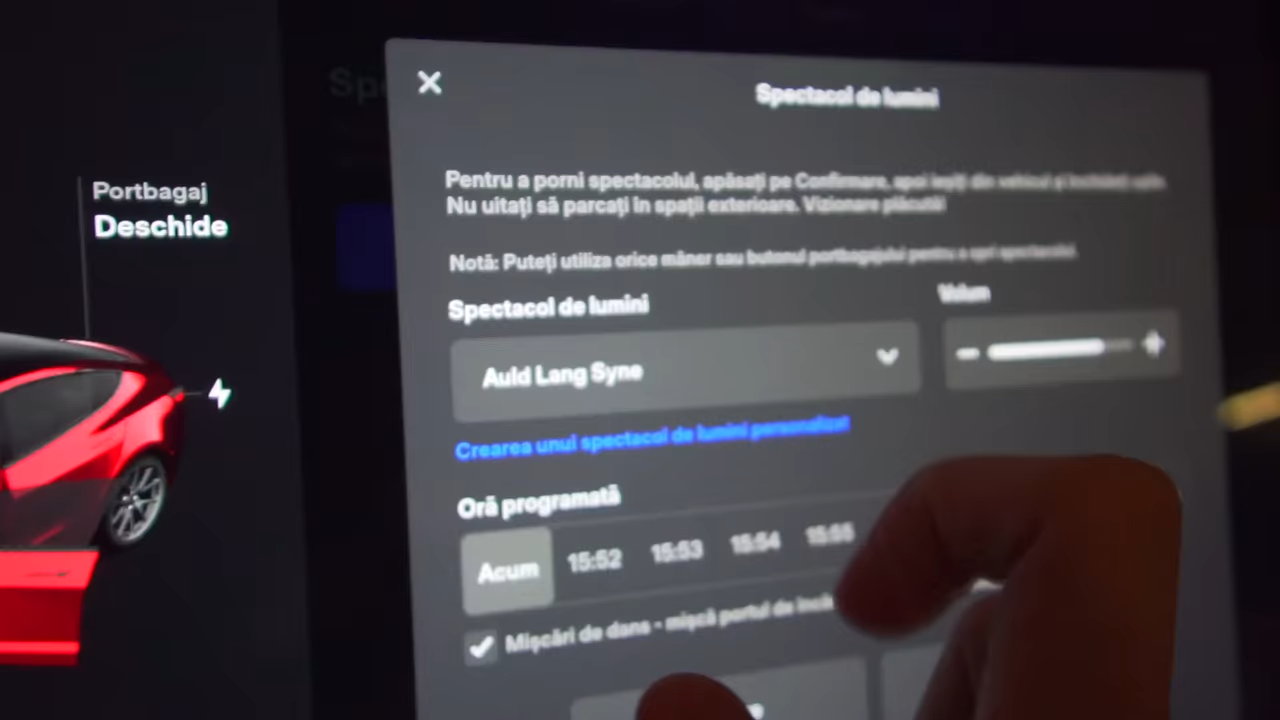 Spe
Spectacol de lumini
Portbagaj
Deschide
Pentru a porni spectacolul, apăsați pe Confirmare, apoi ieșiți din vehicul și închideți ușile.
Nu uitați să parcați în spații exterioare. Vizionare plăcută!
Notă: Puteți utiliza orice mâner sau butonul portbagajului pentru a opri spectacolul.
Spectacol de lumini
Volum
Auld Lang Syne
Crearea unui spectacol de lumini personalizat
Oră programată
Acum 15:52 15:53 15:54 15:55
Mișcări de dans - mișcă portul de